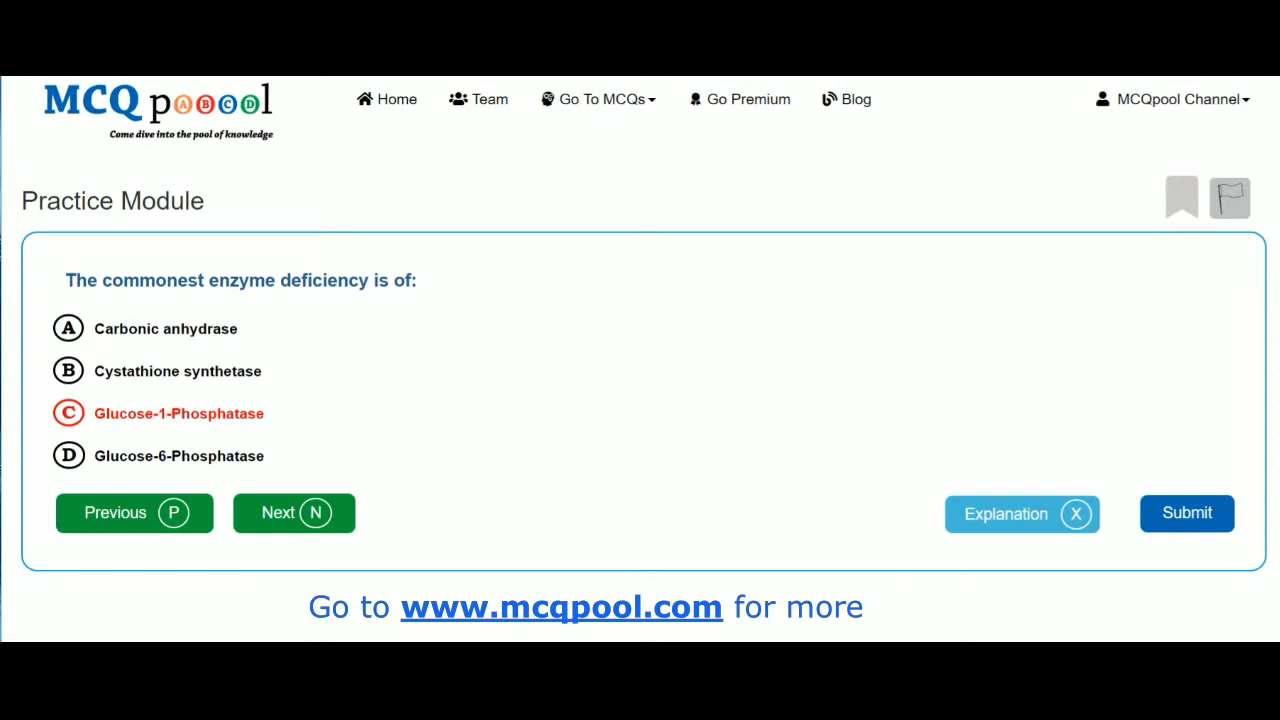 MCQ pABCDl
Come dive into the pool of knowledge
Home Team Go To MCQs Go Premium Blog MCQpool Channel
Practice Module
The commonest enzyme deficiency is of:
A Carbonic anhydrase
B Cystathione synthetase
C Glucose-1-Phosphatase
D Glucose-6-Phosphatase
Previous P Next N Explanation X Submit
Go to www.mcqpool.com for more